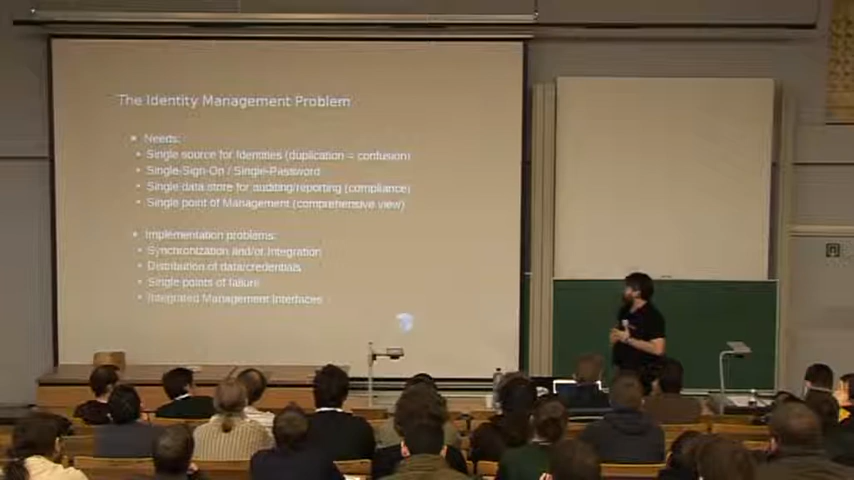 The Identity Management Problem
Needs:
Single source for Identities (duplication = confusion)
Single-Sign-On / Single-Password
Single data store for auditing/reporting (compliance)
Single point of Management (comprehensive view)
Implementation problems:
Synchronization and/or Integration
Distribution of data/credentials
Single points of failure
Integrated Management Interfaces